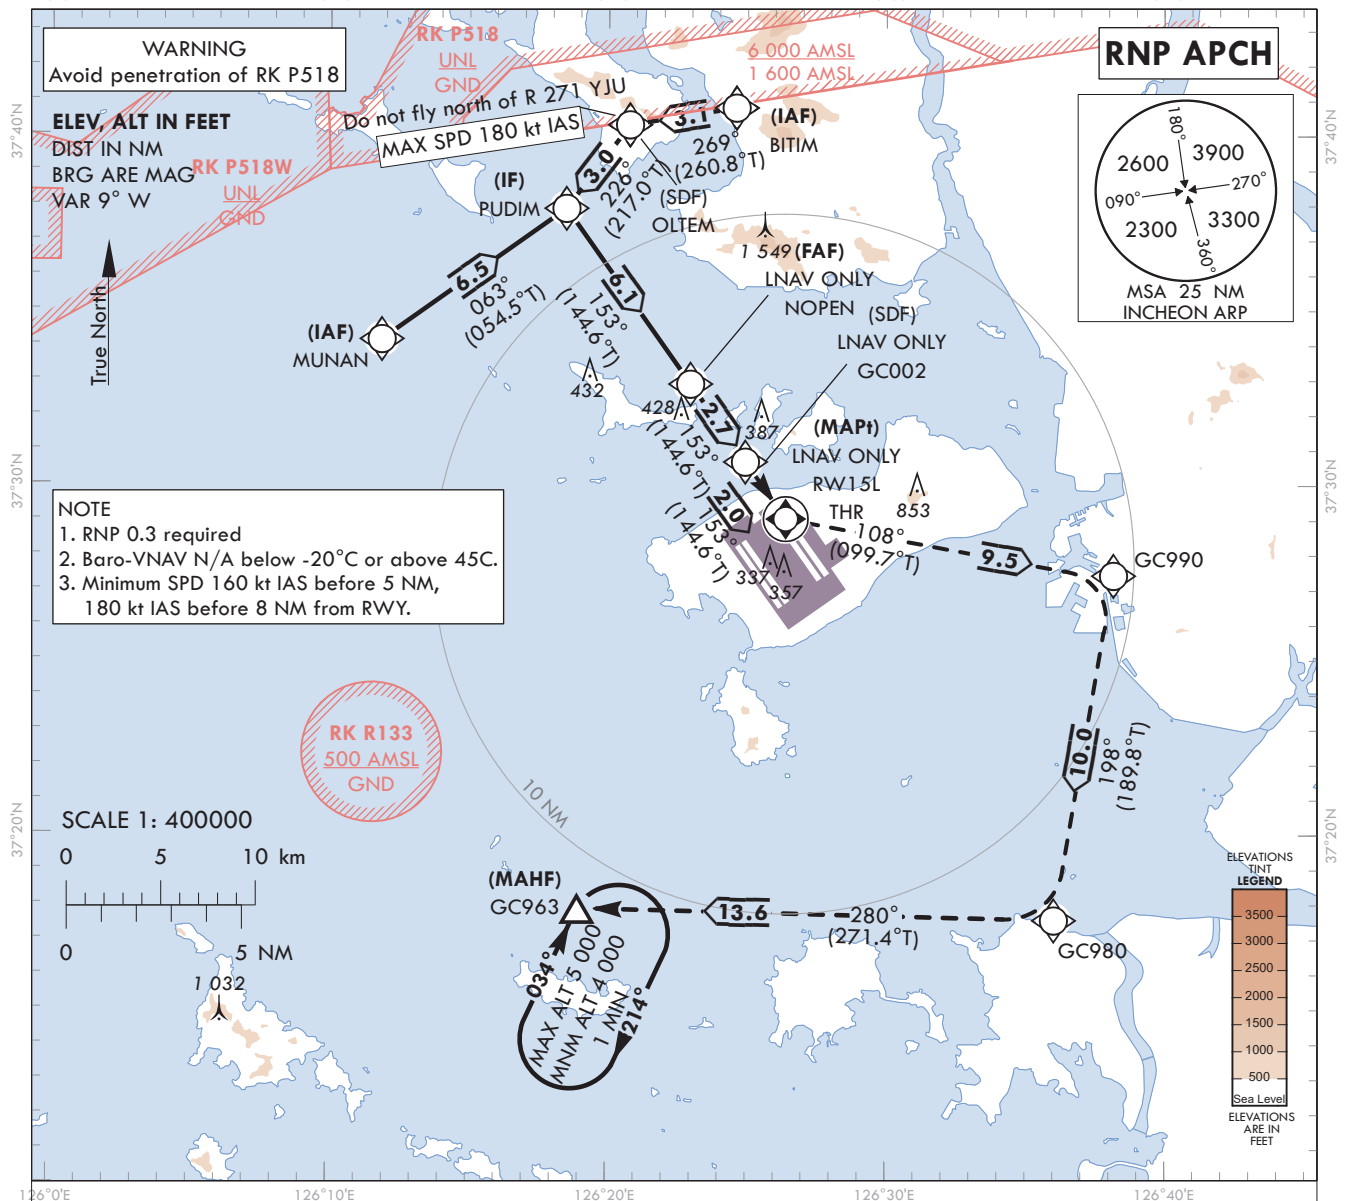 WARNING
Avoid penetration of RK P518
RK P518
UNL
GND
6 000 AMSL
1 600 AMSL
RNP APCH
ELEV, ALT IN FEET
DIST IN NM
BRG ARE MAG
VAR 9° W
RK P518W
UNL
GND
Do not fly north of R 271 YJU
MAX SPD 180 kt IAS
3.1
269°
(260.8°T)
(IAF)
BITIM
3.0
226°
(217.0°T)
(SDF)
OLTEM
(IF)
PUDIM
180°
2600
3900
090°
270°
2300
3300
360°
MSA 25 NM
INCHEON ARP
True North
6.5
063°
(054.5°T)
(IAF)
MUNAN
6.1
153°
(144.6°T)
1 549
(FAF)
LNAV ONLY
NOPEN
(SDF)
LNAV ONLY
GC002
432
428
387
2.7
153°
(144.6°T)
(MAPt)
LNAV ONLY
RW15L
THR
853
2.0
153°
(144.6°T)
337
357
108°
(099.7°T)
9.5
GC990
NOTE
1. RNP 0.3 required
2. Baro-VNAV N/A below -20°C or above 45C.
3. Minimum SPD 160 kt IAS before 5 NM,
180 kt IAS before 8 NM from RWY.
RK R133
500 AMSL
GND
10 NM
10.0
198°
(189.8°T)
SCALE 1: 400000
0 5 10 km
0 5 NM
(MAHF)
GC963
13.6
280°
(271.4°T)
GC980
034°
MAX ALT 5 000
MNM ALT 4 000
1 MIN
214°
1 032
ELEVATIONS
TINT
LEGEND
3500
3000
2500
2000
1500
1000
500
Sea Level
ELEVATIONS
ARE IN
FEET
37°40'N
37°30'N
37°20'N
37°40'N
37°30'N
37°20'N
126°0'E
126°10'E
126°20'E
126°30'E
126°40'E